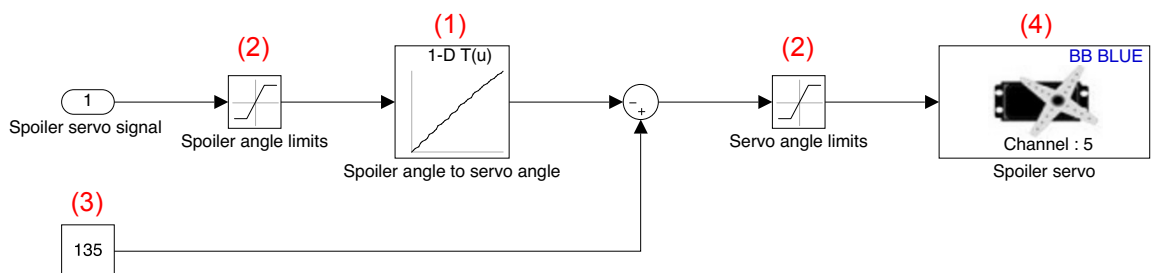 (2)
(1)
(2)
(4)
1-D T(u)
BB BLUE
1
Channel : 5
Spoiler servo signal
Spoiler angle limits
Spoiler angle to servo angle
Servo angle limits
Spoiler servo
−
+
(3)
135